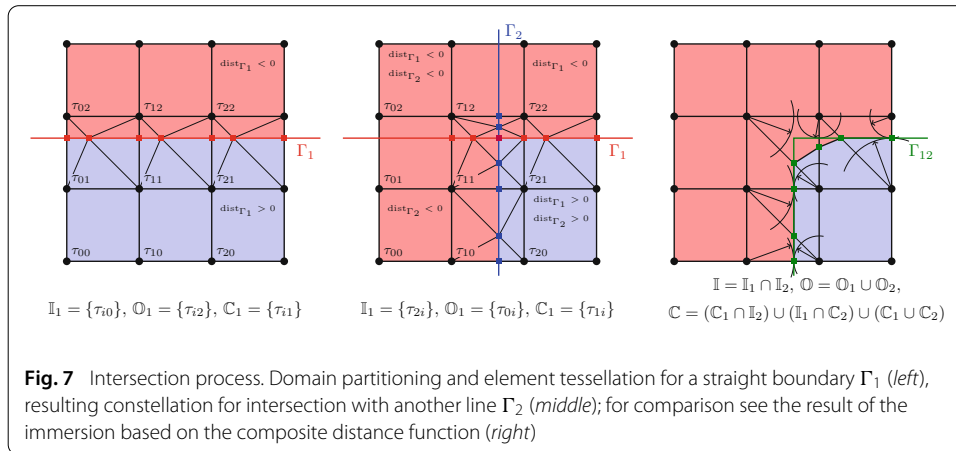 Γ₂
dist_Γ₁ < 0
dist_Γ₁ < 0
dist_Γ₂ < 0
dist_Γ₁ < 0
τ₀₂ τ₁₂ τ₂₂
τ₀₂ τ₁₂ τ₂₂
Γ₁
Γ₁
Γ₁₂
τ₀₁ τ₁₁ τ₂₁
τ₀₁ τ₁₁ τ₂₁
dist_Γ₁ > 0
dist_Γ₂ < 0
dist_Γ₁ > 0
dist_Γ₂ > 0
τ₀₀ τ₁₀ τ₂₀
τ₀₀ τ₁₀ τ₂₀
𝕀₁ = {τᵢ₀}, 𝕆₁ = {τᵢ₂}, ℂ₁ = {τᵢ₁}
𝕀₁ = {τ₂ᵢ}, 𝕆₁ = {τ₀ᵢ}, ℂ₁ = {τ₁ᵢ}
𝕀 = 𝕀₁ ∩ 𝕀₂, 𝕆 = 𝕆₁ ∪ 𝕆₂,
ℂ = (ℂ₁ ∩ 𝕀₂) ∪ (𝕀₁ ∩ ℂ₂) ∪ (ℂ₁ ∪ ℂ₂)
Fig. 7 Intersection process. Domain partitioning and element tessellation for a straight boundary Γ₁ (left),
resulting constellation for intersection with another line Γ₂ (middle); for comparison see the result of the
immersion based on the composite distance function (right)